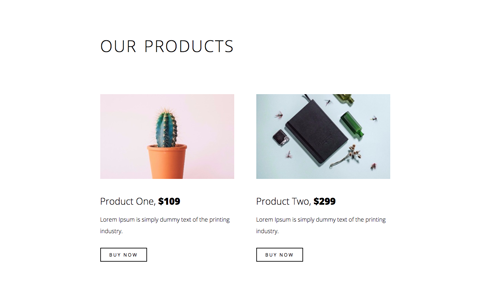 OUR PRODUCTS
Product One, $109
Lorem Ipsum is simply dummy text of the printing
industry.
BUY NOW
Product Two, $299
Lorem Ipsum is simply dummy text of the printing
industry.
BUY NOW